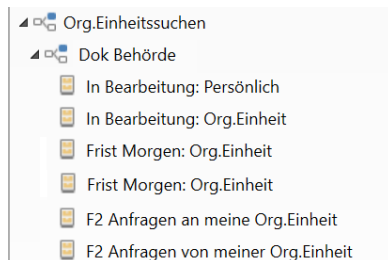 Org.Einheitssuchen
Dok Behörde
In Bearbeitung: Persönlich
In Bearbeitung: Org.Einheit
Frist Morgen: Org.Einheit
Frist Morgen: Org.Einheit
F2 Anfragen an meine Org.Einheit
F2 Anfragen von meiner Org.Einheit